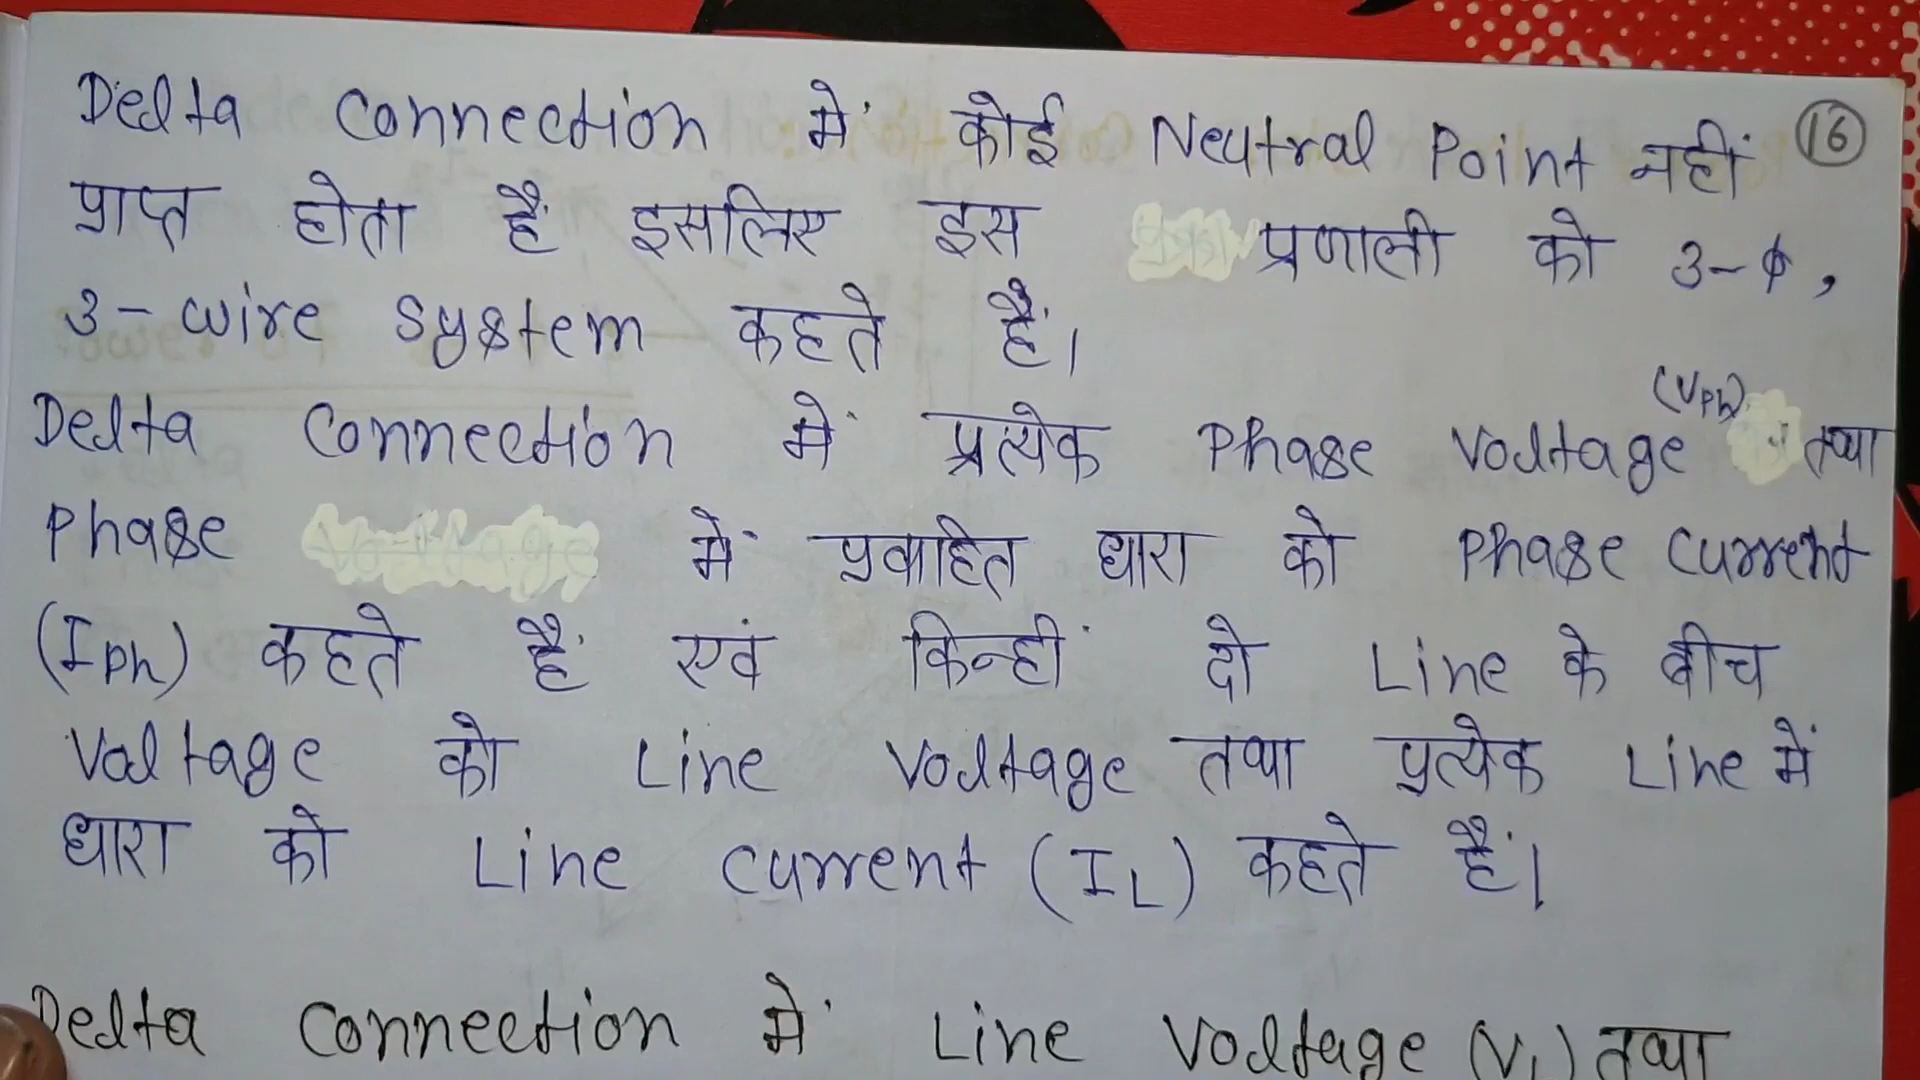 Delta Connection में कोई Neutral Point नहीं (16)
प्राप्त होता हैं इसलिए इस प्रणाली को 3-ϕ,
3-wire system कहते हैं।
(Vph)
Delta Connection में प्रत्येक Phase Voltage तथा
Phase में प्रवाहित धारा को Phase Current
(Iph) कहते हैं एवं किन्हीं दो Line के बीच
Voltage को Line Voltage तथा प्रत्येक Line में
धारा को Line Current (IL) कहते हैं।
Delta Connection में Line Voltage (VL) तथा